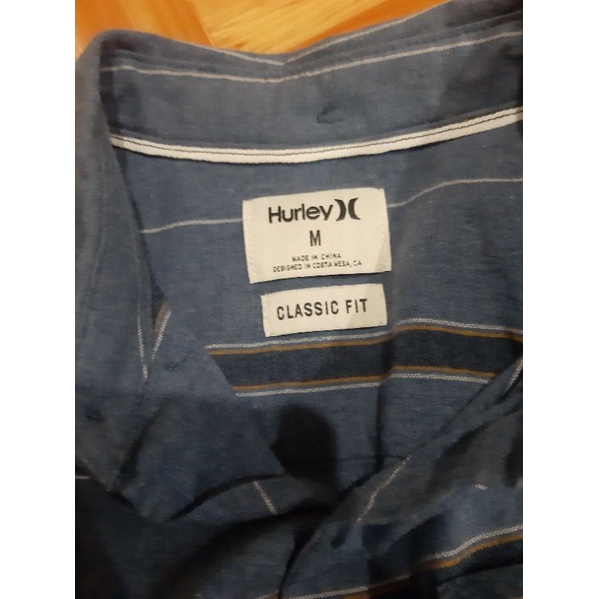 Hurley
M
MADE IN CHINA
DESIGNED IN COSTA MESA, CA
CLASSIC FIT